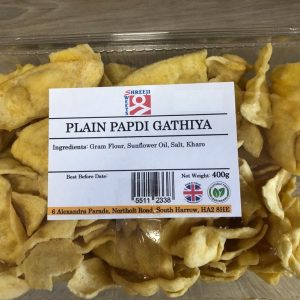 SHREEJI
SWEETS
PLAIN PAPDI GATHIYA
Ingredients: Gram Flour, Sunflower Oil, Salt, Kharo
Best Before Date:
Net Weight: 400g
5511 2338
6 Alexandra Parade, Northolt Road, South Harrow, HA2 8HE